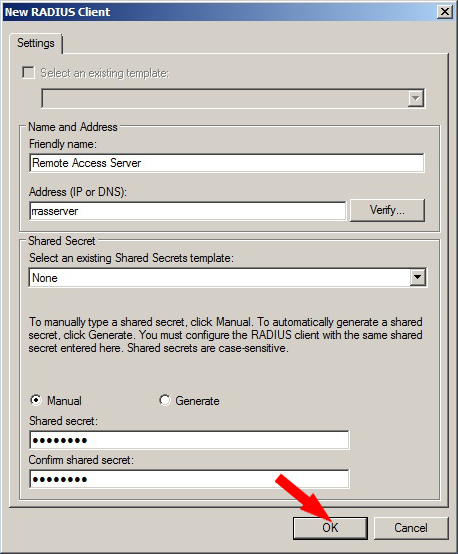 New RADIUS Client
Settings
Select an existing template:
Name and Address
Friendly name:
Remote Access Server
Address (IP or DNS):
rrasserver
Verify...
Shared Secret
Select an existing Shared Secrets template:
None
To manually type a shared secret, click Manual. To automatically generate a shared
secret, click Generate. You must configure the RADIUS client with the same shared
secret entered here. Shared secrets are case-sensitive.
Manual
Generate
Shared secret:
••••••••
Confirm shared secret:
••••••••
OK
Cancel